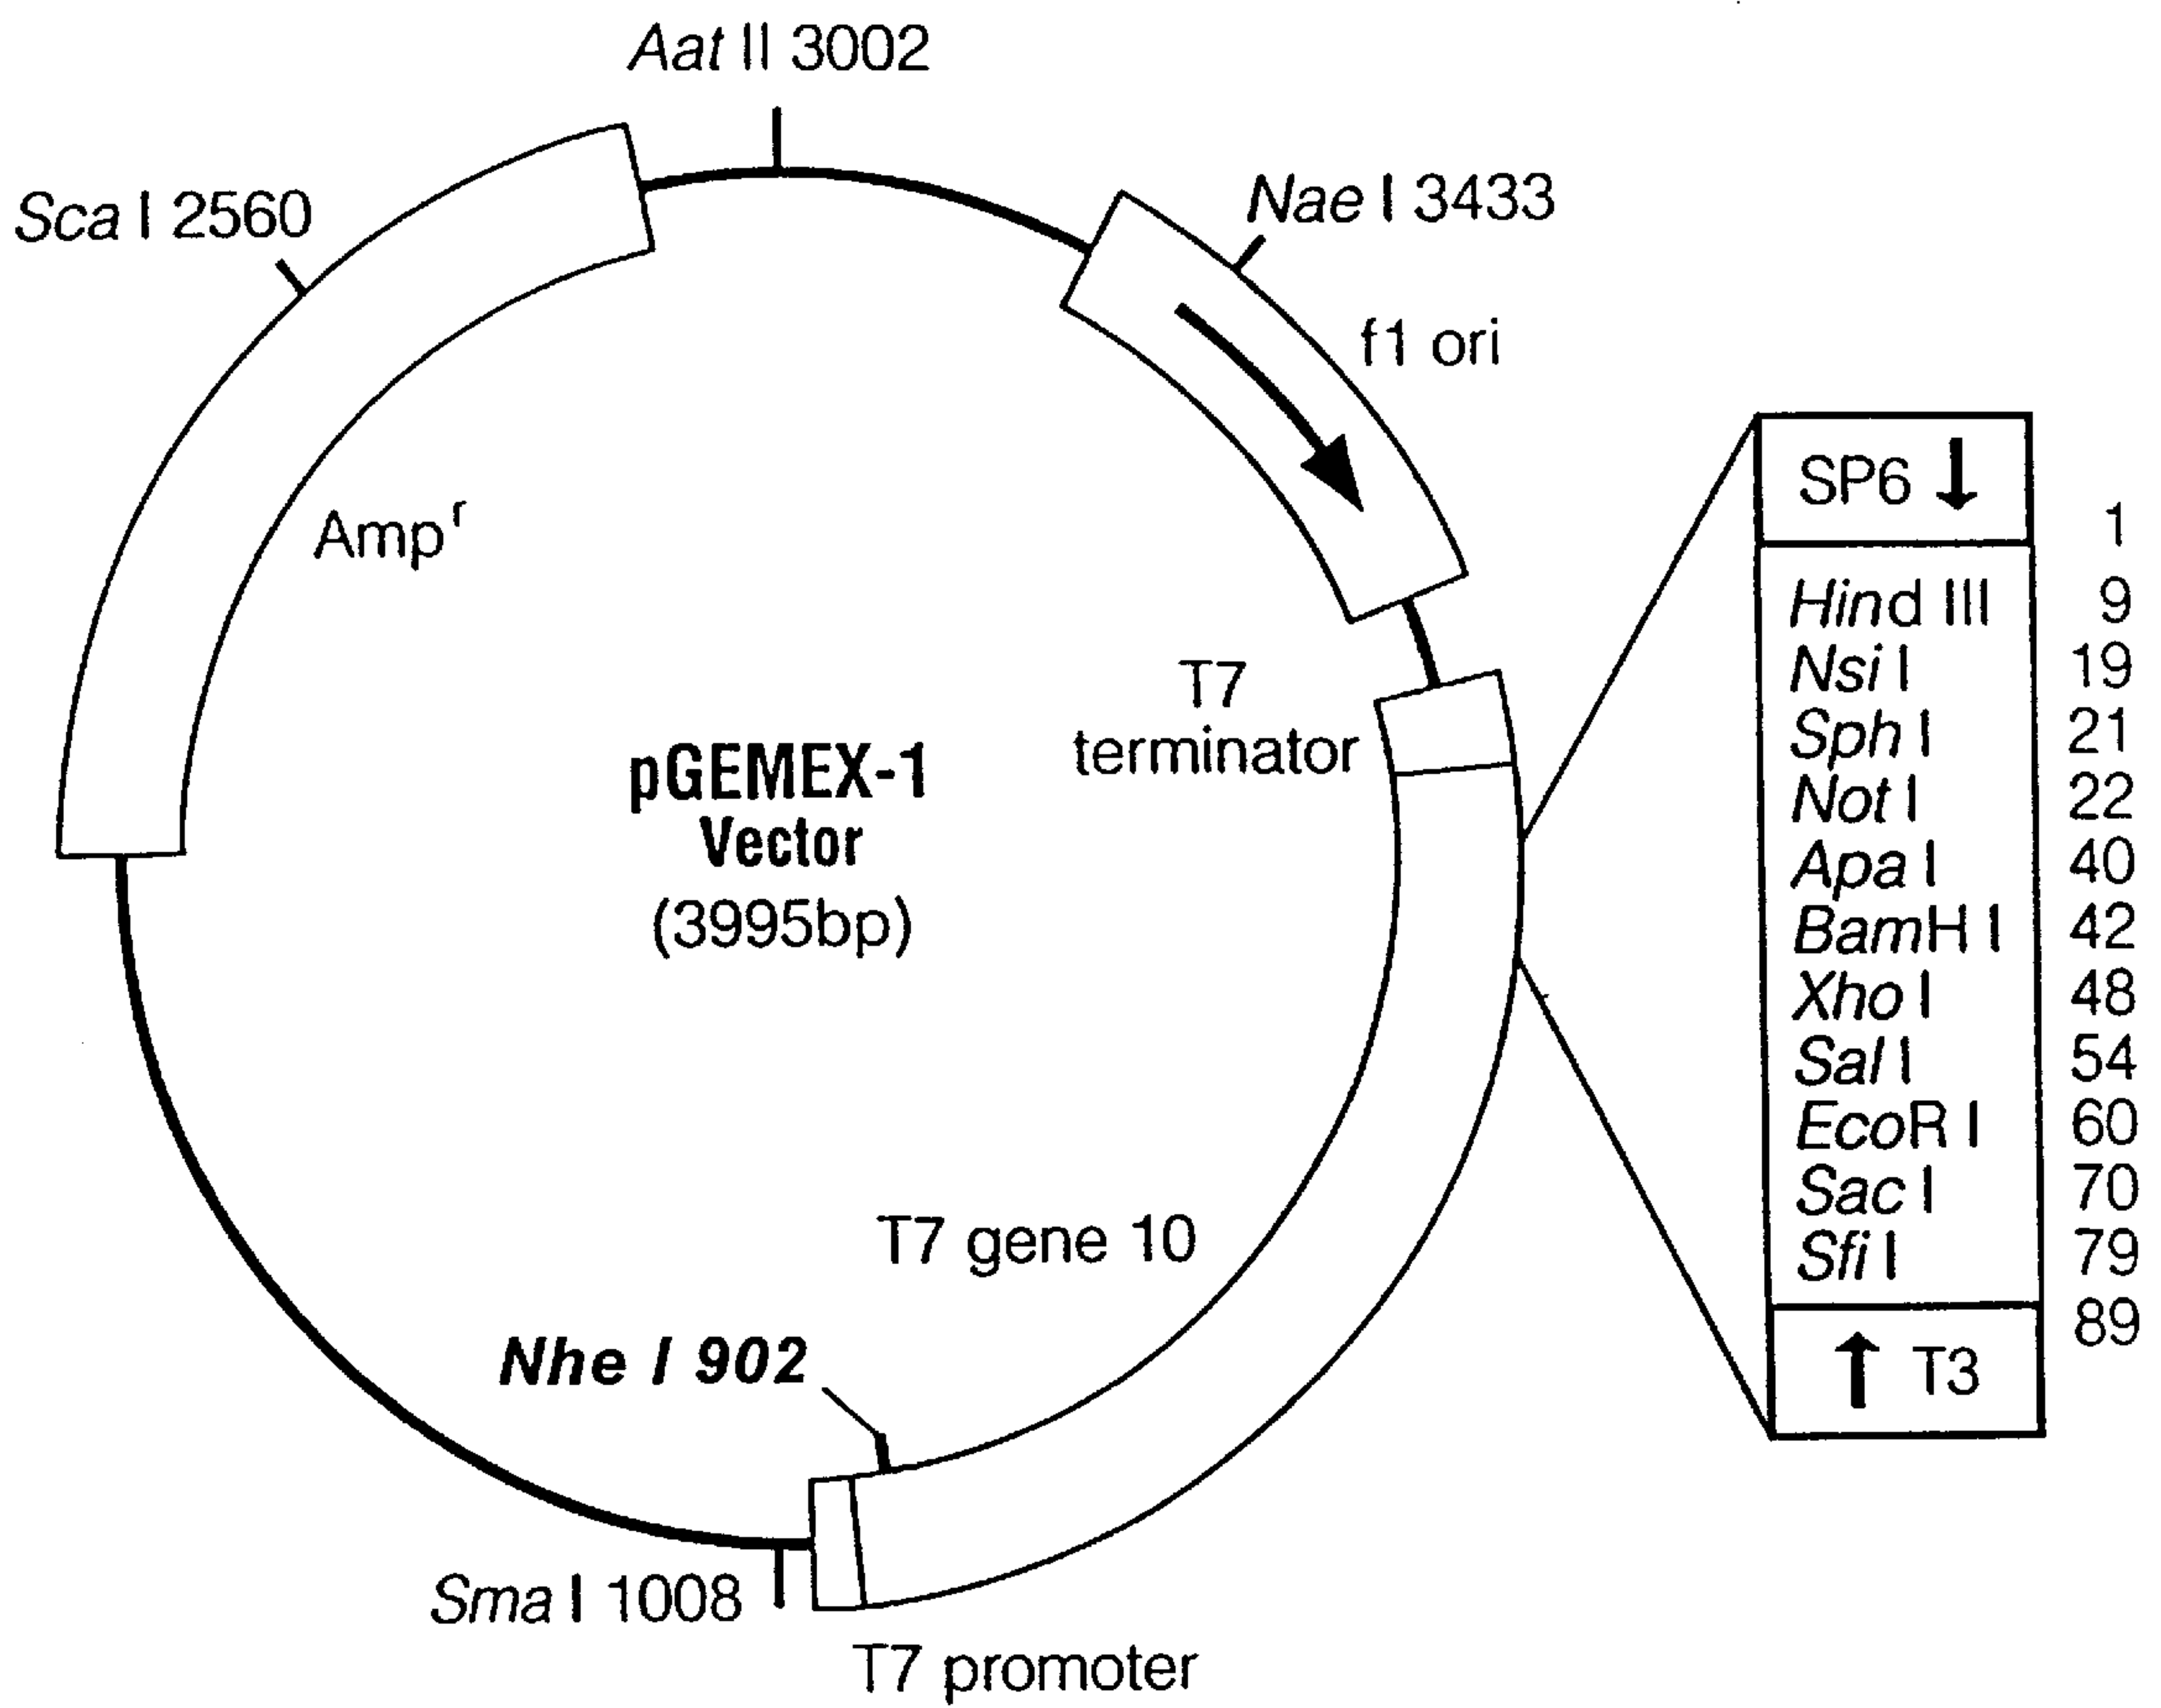 Aat II 3002
Sca I 2560
Nae I 3433
f1 ori
Amp^r
T7
terminator
pGEMEX-1
Vector
(3995bp)
T7 gene 10
Nhe I 902
Sma I 1008
T7 promoter
SP6 ↓
1
Hind III 9
Nsi I 19
Sph I 21
Not I 22
Apa I 40
BamH I 42
Xho I 48
Sal I 54
EcoR I 60
Sac I 70
Sfi I 79
89
↑ T3